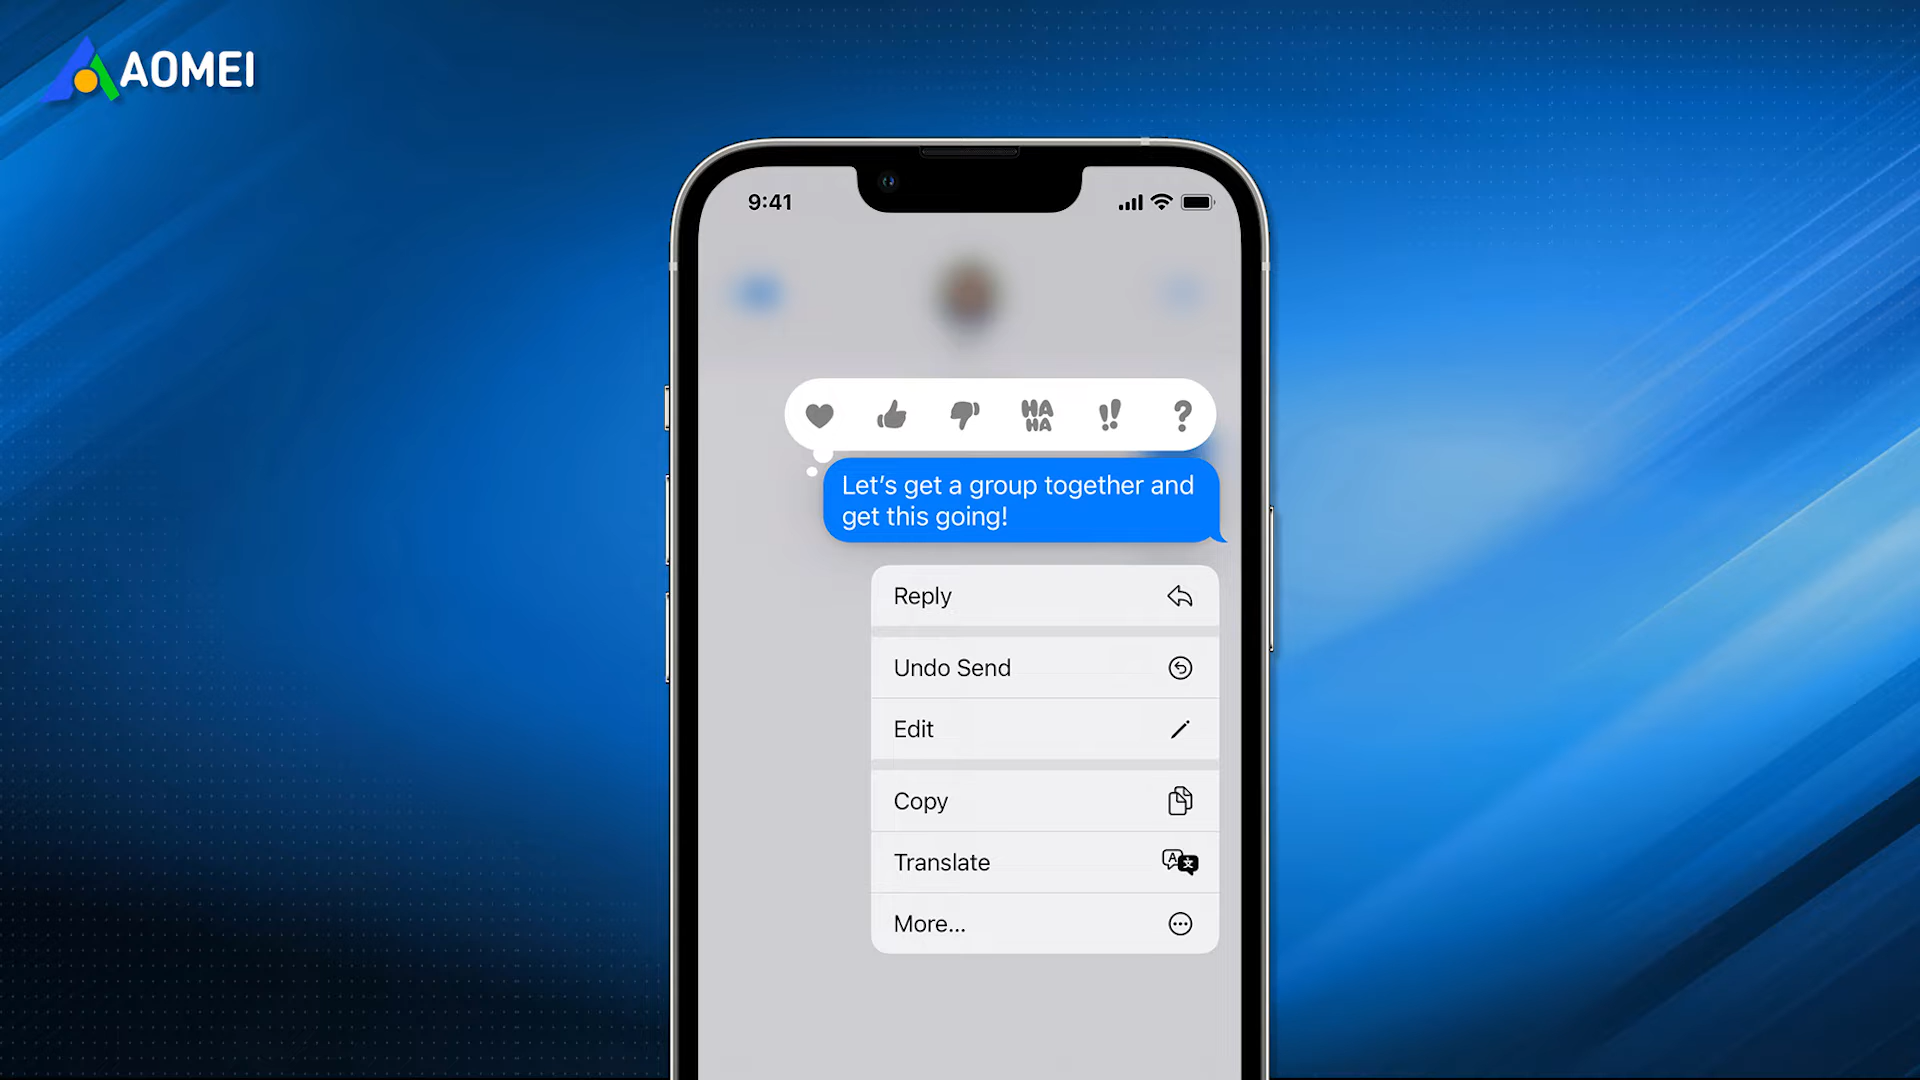 AOMEI
9:41
HA
HA
!! ?
Let’s get a group together and
get this going!
Reply
Undo Send
Edit
Copy
Translate
A 文
More...